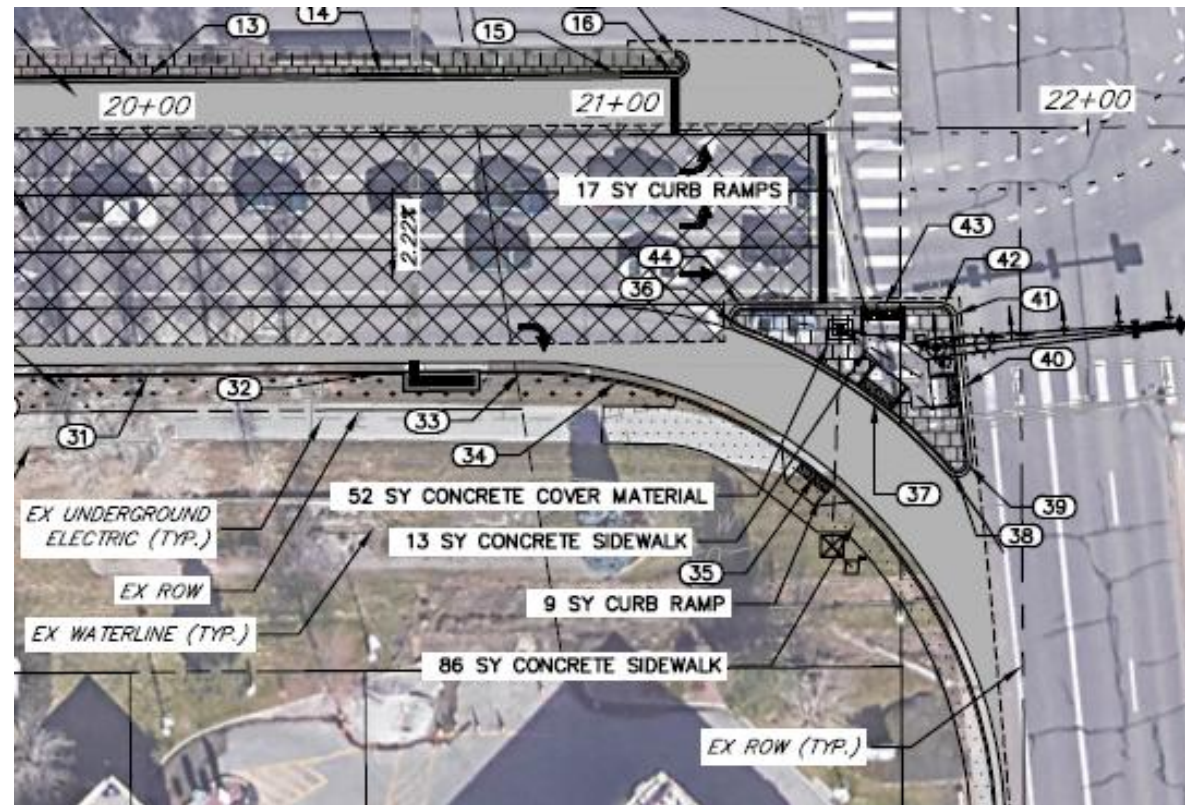 14
13
15
16
20+00
21+00
22+00
17 SY CURB RAMPS
2.22%
43
44
42
36
41
40
32
33
31
34
52 SY CONCRETE COVER MATERIAL
37
39
EX UNDERGROUND
ELECTRIC (TYP.)
13 SY CONCRETE SIDEWALK
38
35
EX ROW
9 SY CURB RAMP
EX WATERLINE (TYP.)
86 SY CONCRETE SIDEWALK
EX ROW (TYP.)